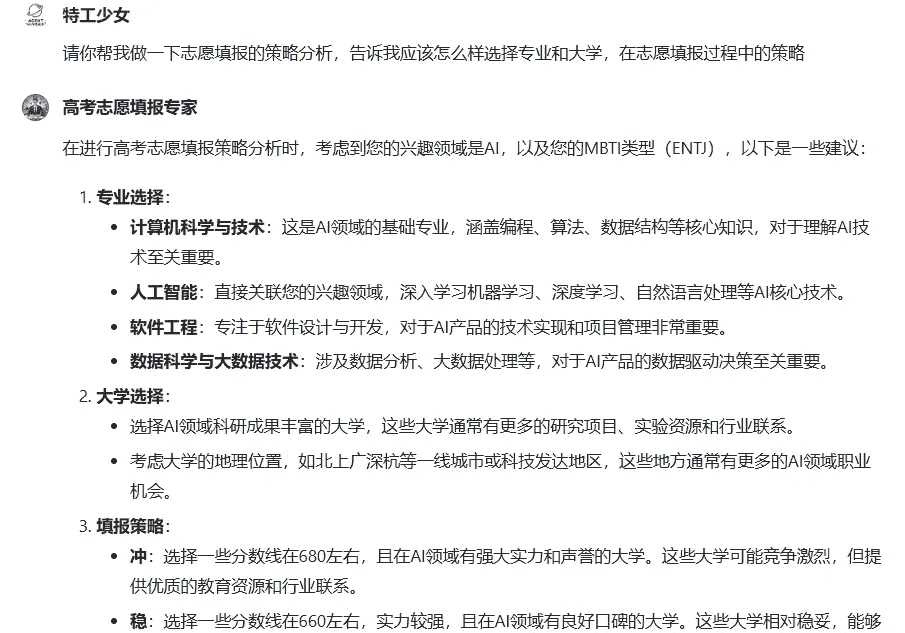 特工少女
请你帮我做一下志愿填报的策略分析，告诉我应该怎么样选择专业和大学，在志愿填报过程中的策略
高考志愿填报专家
在进行高考志愿填报策略分析时，考虑到您的兴趣领域是AI，以及您的MBTI类型（ENTJ），以下是一些建议：
1. 专业选择：
• 计算机科学与技术：这是AI领域的基础专业，涵盖编程、算法、数据结构等核心知识，对于理解AI技
术至关重要。
• 人工智能：直接关联您的兴趣领域，深入学习机器学习、深度学习、自然语言处理等AI核心技术。
• 软件工程：专注于软件设计与开发，对于AI产品的技术实现和项目管理非常重要。
• 数据科学与大数据技术：涉及数据分析、大数据处理等，对于AI产品的数据驱动决策至关重要。
2. 大学选择：
• 选择AI领域科研成果丰富的大学，这些大学通常有更多的研究项目、实验资源和行业联系。
• 考虑大学的地理位置，如北上广深杭等一线城市或科技发达地区，这些地方通常有更多的AI领域职业
机会。
3. 填报策略：
• 冲：选择一些分数线在680左右，且在AI领域有强大实力和声誉的大学。这些大学可能竞争激烈，但提
供优质的教育资源和行业联系。
• 稳：选择一些分数线在660左右，实力较强，且在AI领域有良好口碑的大学。这些大学相对稳妥，能够